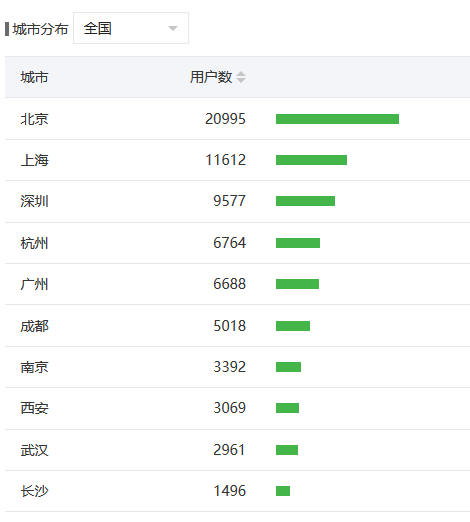 城市分布 全国
城市 用户数
北京 20995
上海 11612
深圳 9577
杭州 6764
广州 6688
成都 5018
南京 3392
西安 3069
武汉 2961
长沙 1496